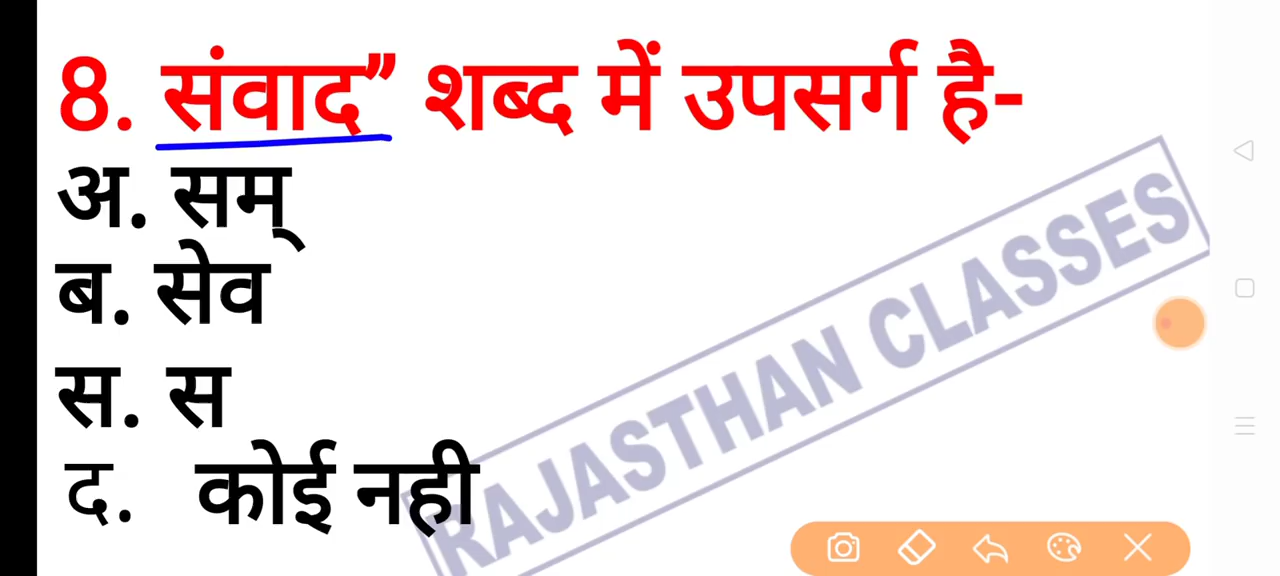 8. संवाद” शब्द में उपसर्ग है-
अ. सम्
ब. सेव
स. स
द. कोई नही
RAJASTHAN CLASSES